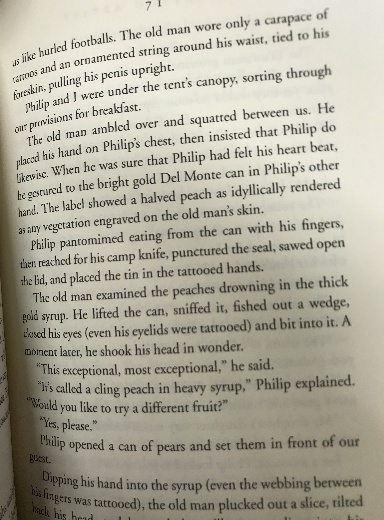 7 1
us like hurled footballs. The old man wore only a carapace of
tattoos and an ornamented string around his waist, tied to his
foreskin, pulling his penis upright.
Philip and I were under the tent's canopy, sorting through
our provisions for breakfast.
The old man ambled over and squatted between us. He
placed his hand on Philip's chest, then insisted that Philip do
likewise. When he was sure that Philip had felt his heart beat,
he gestured to the bright gold Del Monte can in Philip's other
hand. The label showed a halved peach as idyllically rendered
as any vegetation engraved on the old man's skin.
Philip pantomimed eating from the can with his fingers,
then reached for his camp knife, punctured the seal, sawed open
the lid, and placed the tin in the tattooed hands.
The old man examined the peaches drowning in the thick
gold syrup. He lifted the can, sniffed it, fished out a wedge,
closed his eyes (even his eyelids were tattooed) and bit into it. A
moment later, he shook his head in wonder.
"This exceptional, most exceptional," he said.
"It's called a cling peach in heavy syrup," Philip explained.
"Would you like to try a different fruit?"
"Yes, please."
Philip opened a can of pears and set them in front of our
guest.
Dipping his hand into the syrup (even the webbing between
his fingers was tattooed), the old man plucked out a slice, tilted
back his head